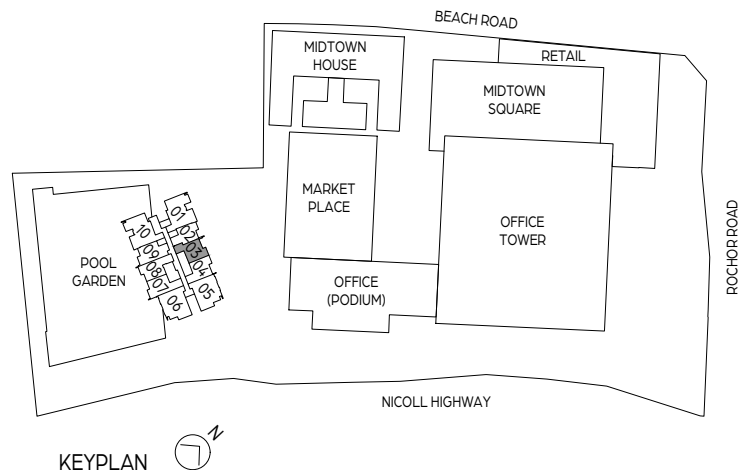 BEACH ROAD
MIDTOWN
HOUSE
RETAIL
MIDTOWN
SQUARE
MARKET
PLACE
OFFICE
TOWER
ROCHOR ROAD
POOL
GARDEN
01
02
03
04
05
10
09
08
07
06
OFFICE
(PODIUM)
NICOLL HIGHWAY
KEYPLAN
N